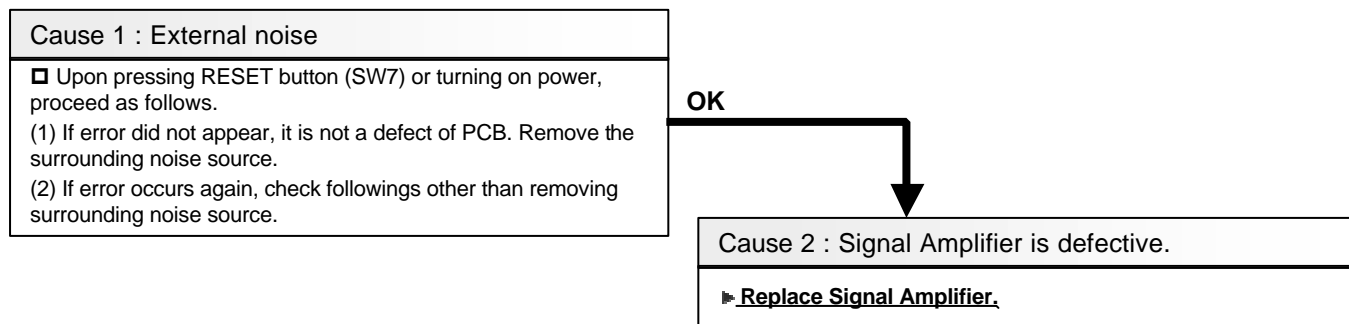 Cause 1 : External noise
Upon pressing RESET button (SW7) or turning on power,
proceed as follows.
(1) If error did not appear, it is not a defect of PCB. Remove the
surrounding noise source.
(2) If error occurs again, check followings other than removing
surrounding noise source.
OK
Cause 2 : Signal Amplifier is defective.
Replace Signal Amplifier.